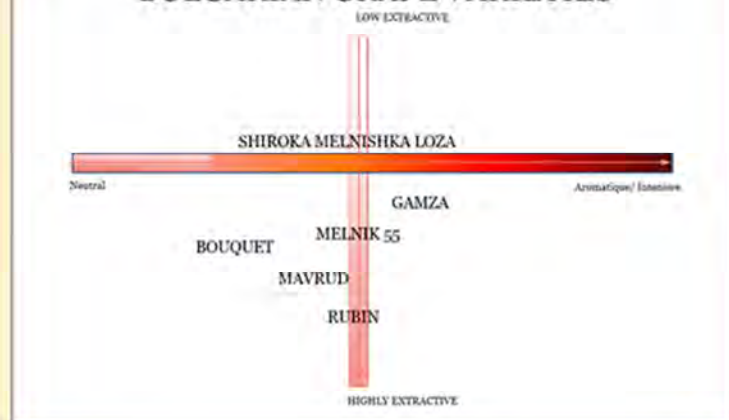 LOW EXTRACTIVE
SHIROKA MELNISHKA LOZA
Neutral
Aromatique/ Intensive
GAMZA
MELNIK 55
BOUQUET
MAVRUD
RUBIN
HIGHLY EXTRACTIVE